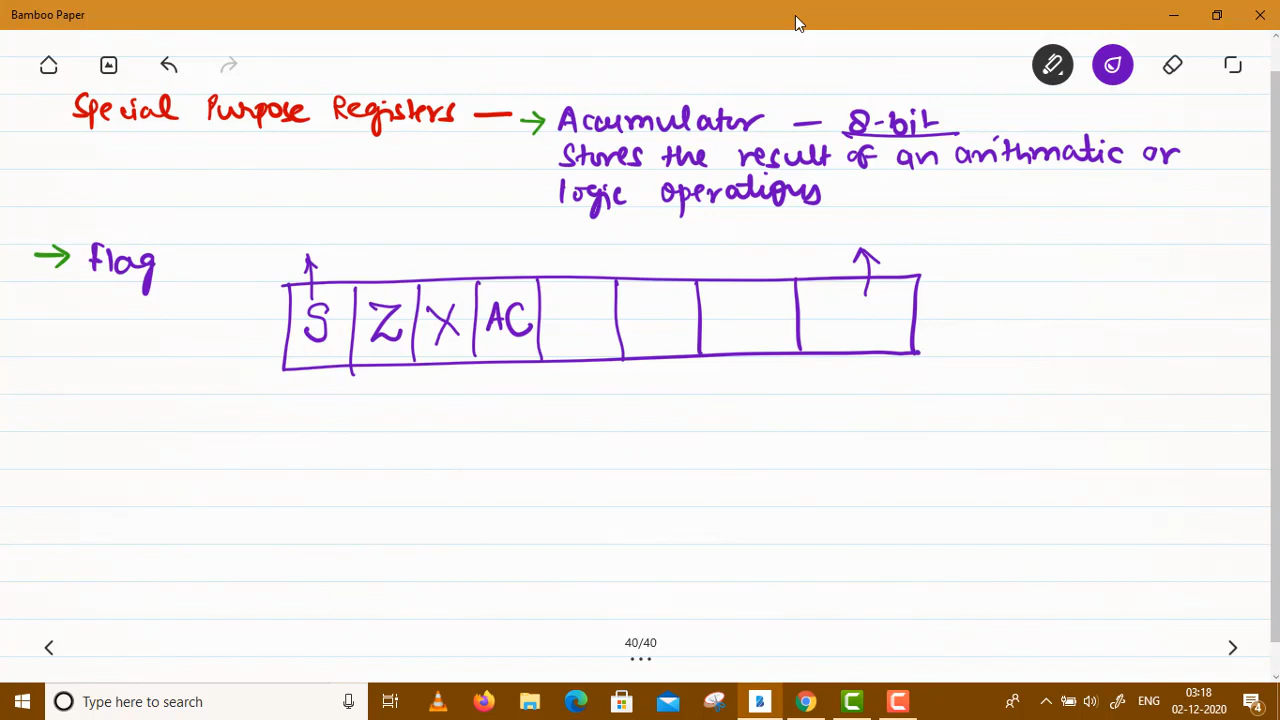 Bamboo Paper
Special Purpose Registers — → Accumulator — 8-bit
Stores the result of an arithmatic or
logic operations
→ Flag
S Z X AC
40/40
Type here to search
ENG
03:18
02-12-2020
4